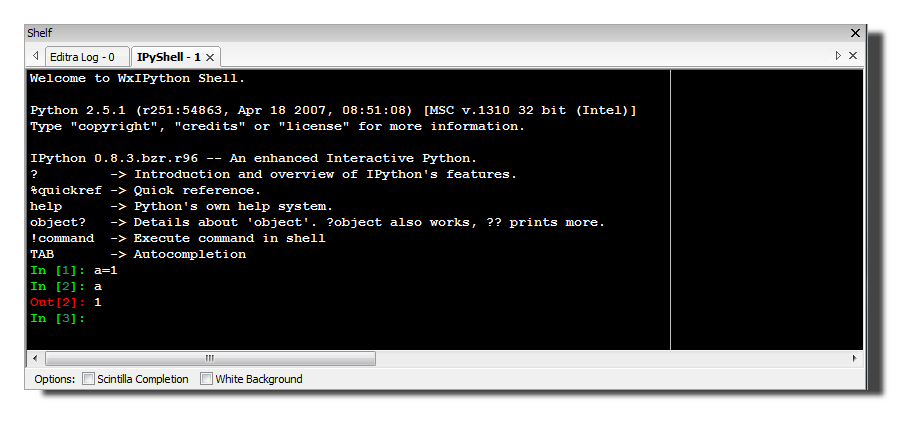 Shelf
Editra Log - 0 IPyShell - 1
Welcome to WxIPython Shell.
Python 2.5.1 (r251:54863, Apr 18 2007, 08:51:08) [MSC v.1310 32 bit (Intel)]
Type "copyright", "credits" or "license" for more information.
IPython 0.8.3.bzr.r96 -- An enhanced Interactive Python.
?         -> Introduction and overview of IPython's features.
%quickref -> Quick reference.
help      -> Python's own help system.
object?   -> Details about 'object'. ?object also works, ?? prints more.
!command  -> Execute command in shell
TAB       -> Autocompletion
In [1]: a=1
In [2]: a
Out[2]: 1
In [3]:
Options: Scintilla Completion White Background